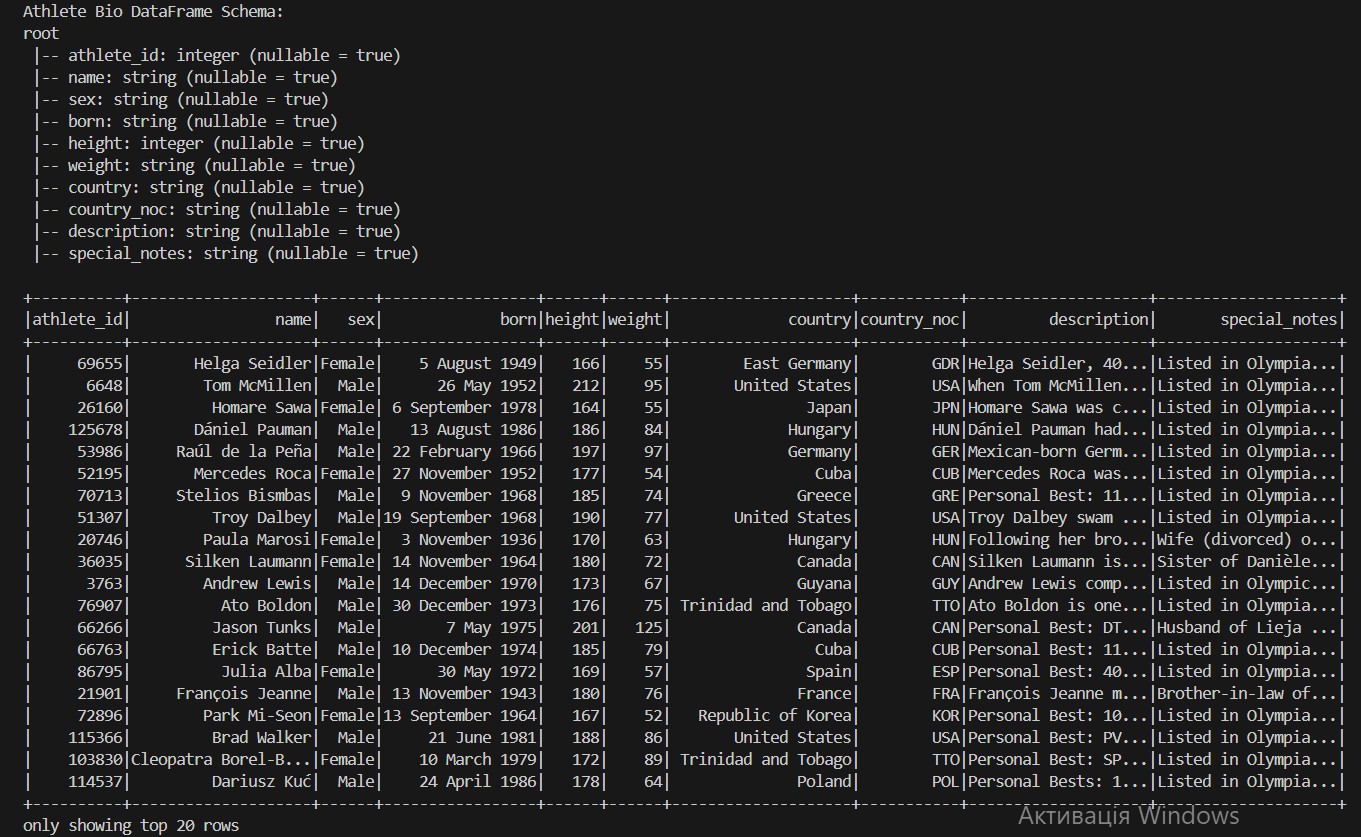 Athlete Bio DataFrame Schema:
root
 |-- athlete_id: integer (nullable = true)
 |-- name: string (nullable = true)
 |-- sex: string (nullable = true)
 |-- born: string (nullable = true)
 |-- height: integer (nullable = true)
 |-- weight: string (nullable = true)
 |-- country: string (nullable = true)
 |-- country_noc: string (nullable = true)
 |-- description: string (nullable = true)
 |-- special_notes: string (nullable = true)

+----------+--------------------+------+-----------------+------+------+--------------------+-----------+--------------------+--------------------+
|athlete_id|                name|   sex|             born|height|weight|             country|country_noc|         description|       special_notes|
+----------+--------------------+------+-----------------+------+------+--------------------+-----------+--------------------+--------------------+
|     69655|       Helga Seidler|Female|    5 August 1949|   166|    55|        East Germany|        GDR|Helga Seidler, 40...|Listed in Olympia...|
|      6648|        Tom McMillen|  Male|      26 May 1952|   212|    95|       United States|        USA|When Tom McMillen...|Listed in Olympia...|
|     26160|         Homare Sawa|Female| 6 September 1978|   164|    55|               Japan|        JPN|Homare Sawa was c...|Listed in Olympia...|
|    125678|       Dániel Pauman|  Male|   13 August 1986|   186|    84|             Hungary|        HUN|Dániel Pauman had...|Listed in Olympia...|
|     53986|    Raúl de la Peña|  Male| 22 February 1966|   197|    97|             Germany|        GER|Mexican-born Germ...|Listed in Olympia...|
|     52195|       Mercedes Roca|Female| 27 November 1952|   177|    54|                Cuba|        CUB|Mercedes Roca was...|Listed in Olympia...|
|     70713|     Stelios Bismbas|  Male|  9 November 1968|   185|    74|              Greece|        GRE|Personal Best: 11...|Listed in Olympia...|
|     51307|         Troy Dalbey|  Male|19 September 1968|   190|    77|       United States|        USA|Troy Dalbey swam ...|Listed in Olympia...|
|     20746|        Paula Marosi|Female|  3 November 1936|   170|    63|             Hungary|        HUN|Following her bro...|Wife (divorced) o...|
|     36035|      Silken Laumann|Female| 14 November 1964|   180|    72|              Canada|        CAN|Silken Laumann is...|Sister of Danièle...|
|      3763|        Andrew Lewis|  Male| 14 December 1970|   173|    67|              Guyana|        GUY|Andrew Lewis comp...|Listed in Olympic...|
|     76907|          Ato Boldon|  Male| 30 December 1973|   176|    75| Trinidad and Tobago|        TTO|Ato Boldon is one...|Listed in Olympia...|
|     66266|         Jason Tunks|  Male|       7 May 1975|   201|   125|              Canada|        CAN|Personal Best: DT...|Husband of Lieja ...|
|     66763|         Erick Batte|  Male| 10 December 1974|   185|    79|                Cuba|        CUB|Personal Best: 11...|Listed in Olympia...|
|     86795|          Julia Alba|Female|      30 May 1972|   169|    57|               Spain|        ESP|Personal Best: 40...|Listed in Olympia...|
|     21901|     François Jeanne|  Male| 13 November 1943|   180|    76|              France|        FRA|François Jeanne m...|Brother-in-law of...|
|     72896|        Park Mi-Seon|Female|13 September 1964|   167|    52|   Republic of Korea|        KOR|Personal Best: 10...|Listed in Olympia...|
|    115366|         Brad Walker|  Male|     21 June 1981|   188|    86|       United States|        USA|Personal Best: PV...|Listed in Olympia...|
|    103830|Cleopatra Borel-B...|Female|    10 March 1979|   172|    89| Trinidad and Tobago|        TTO|Personal Best: SP...|Listed in Olympia...|
|    114537|        Dariusz Kuć|  Male|    24 April 1986|   178|    64|              Poland|        POL|Personal Bests: 1...|Listed in Olympia...|
+----------+--------------------+------+-----------------+------+------+--------------------+-----------+--------------------+--------------------+
Активація Windows
only showing top 20 rows